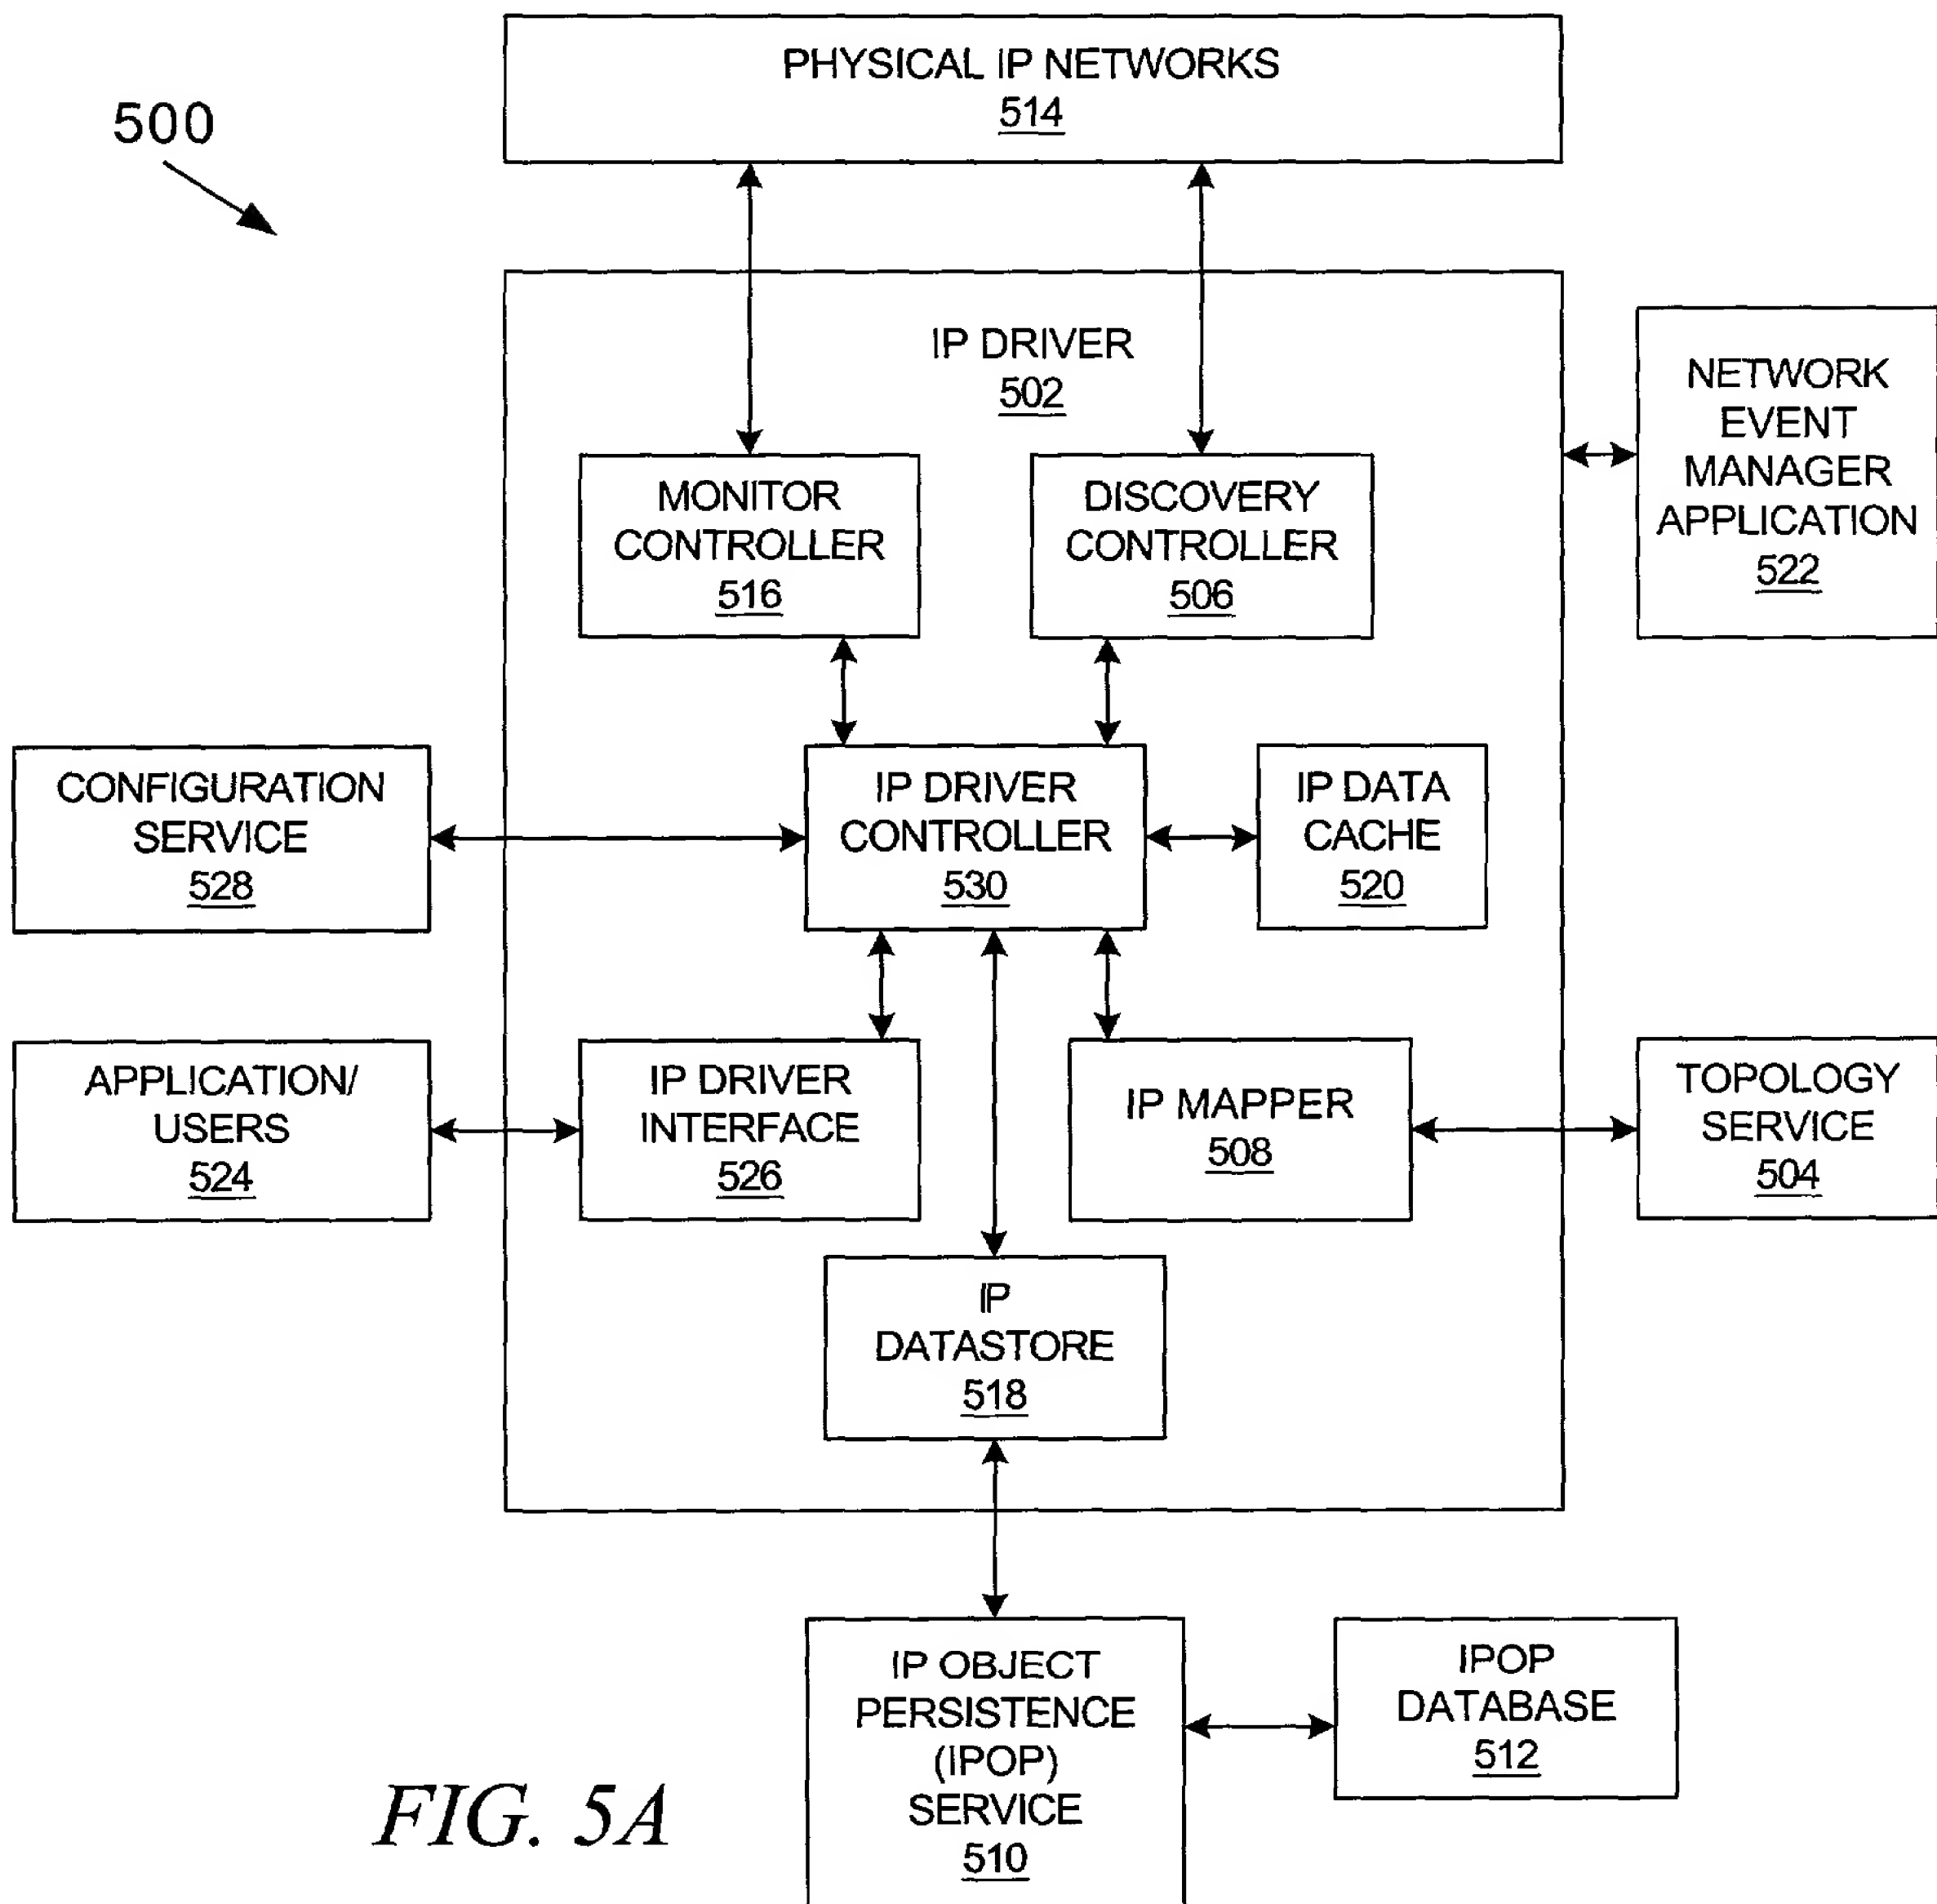 PHYSICAL IP NETWORKS
514
500
IP DRIVER
502
NETWORK
EVENT
MANAGER
APPLICATION
522
MONITOR
CONTROLLER
516
DISCOVERY
CONTROLLER
506
CONFIGURATION
SERVICE
528
IP DRIVER
CONTROLLER
530
IP DATA
CACHE
520
APPLICATION/
USERS
524
IP DRIVER
INTERFACE
526
IP MAPPER
508
TOPOLOGY
SERVICE
504
IP
DATASTORE
518
IP OBJECT
PERSISTENCE
(IPOP)
SERVICE
510
IPOP
DATABASE
512
FIG. 5A